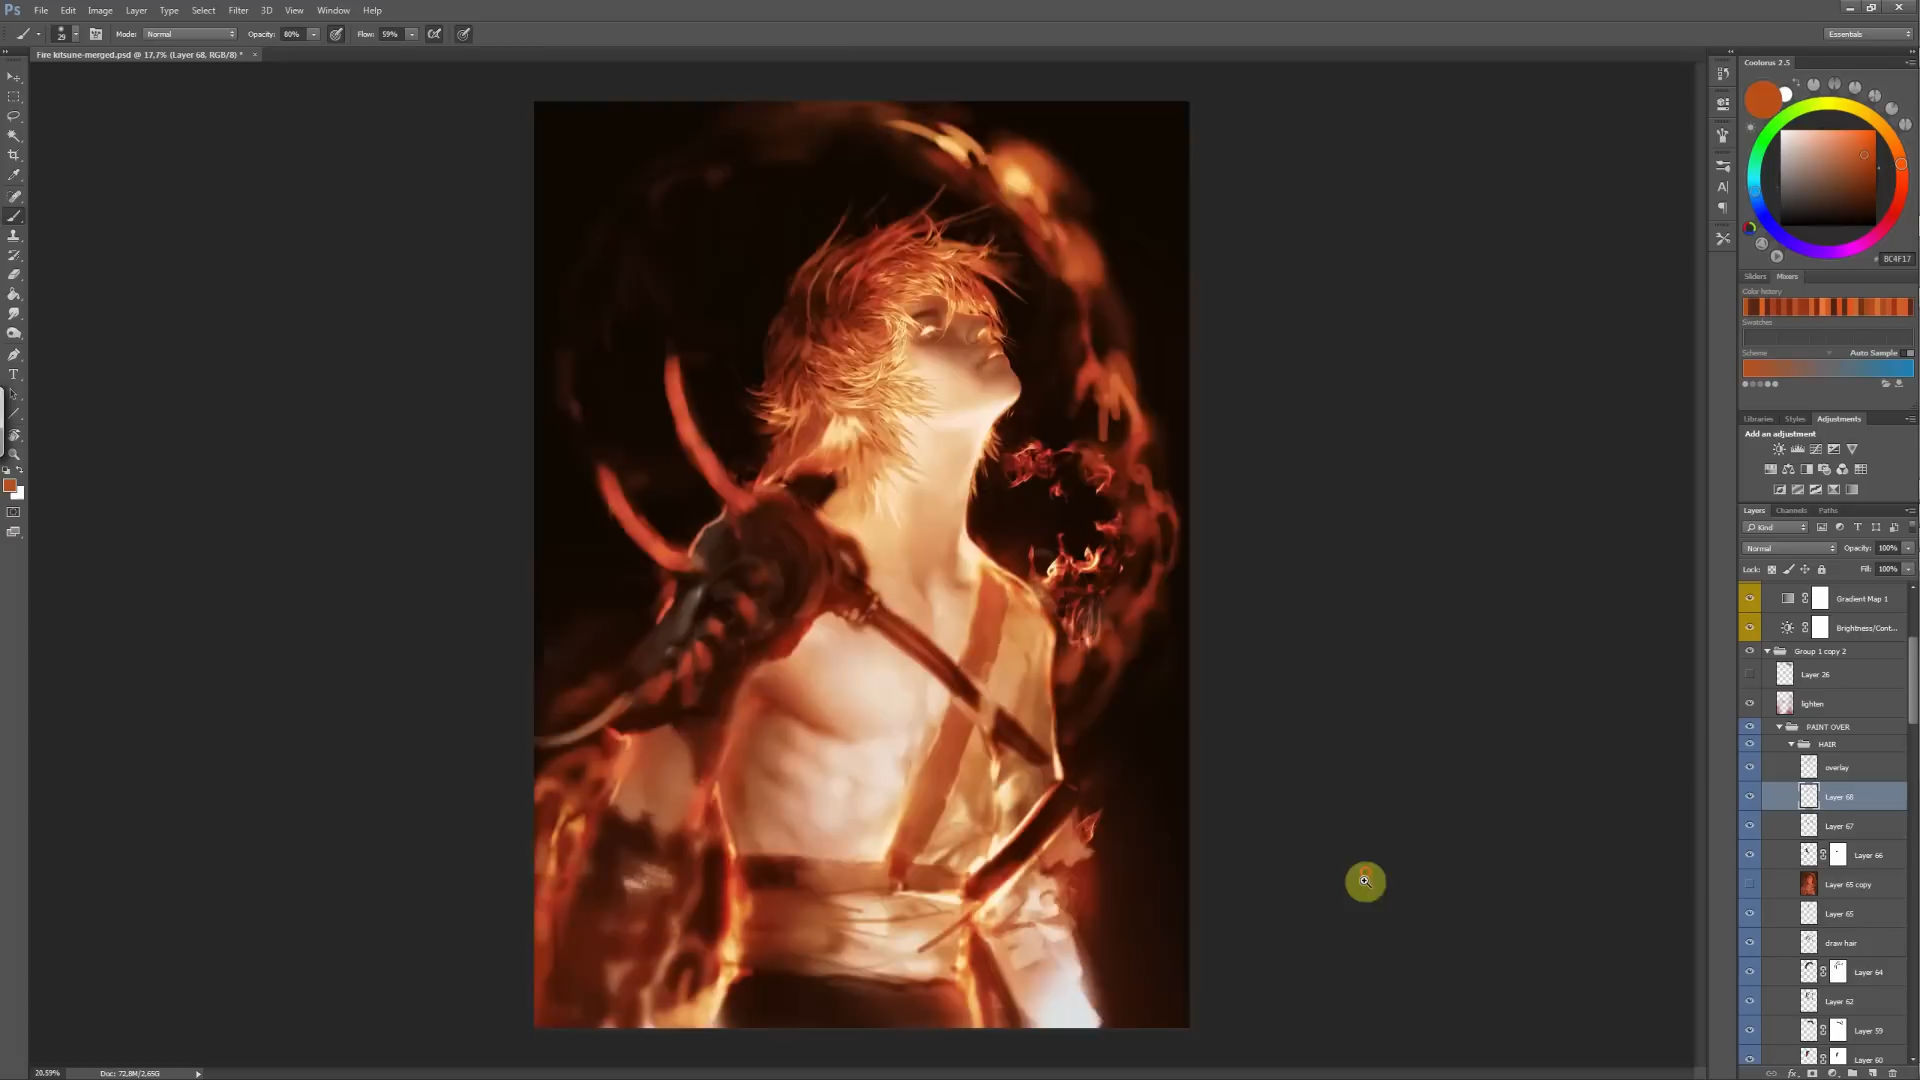 Ps File Edit Image Layer Type Select Filter 3D View Window Help
29 Mode: Normal Opacity: 80% Flow: 59% Essentials
Fire kitsune-merged.psd @ 17,7% (Layer 68, RGB/8) * ×
Coolorus 2.5
BC4F17
Sliders Mixers
Color history
Swatches
Scheme Auto Sample
Libraries Styles Adjustments
Add an adjustment
Layers Channels Paths
Kind
Normal Opacity: 100%
Lock: Fill: 100%
Gradient Map 1
Brightness/Cont...
Group 1 copy 2
Layer 26
lighten
PAINT OVER
HAIR
overlay
Layer 68
Layer 67
Layer 66
Layer 65 copy
Layer 65
draw hair
Layer 64
Layer 62
Layer 59
Layer 60
20.59% Doc: 72,8M/2,65G